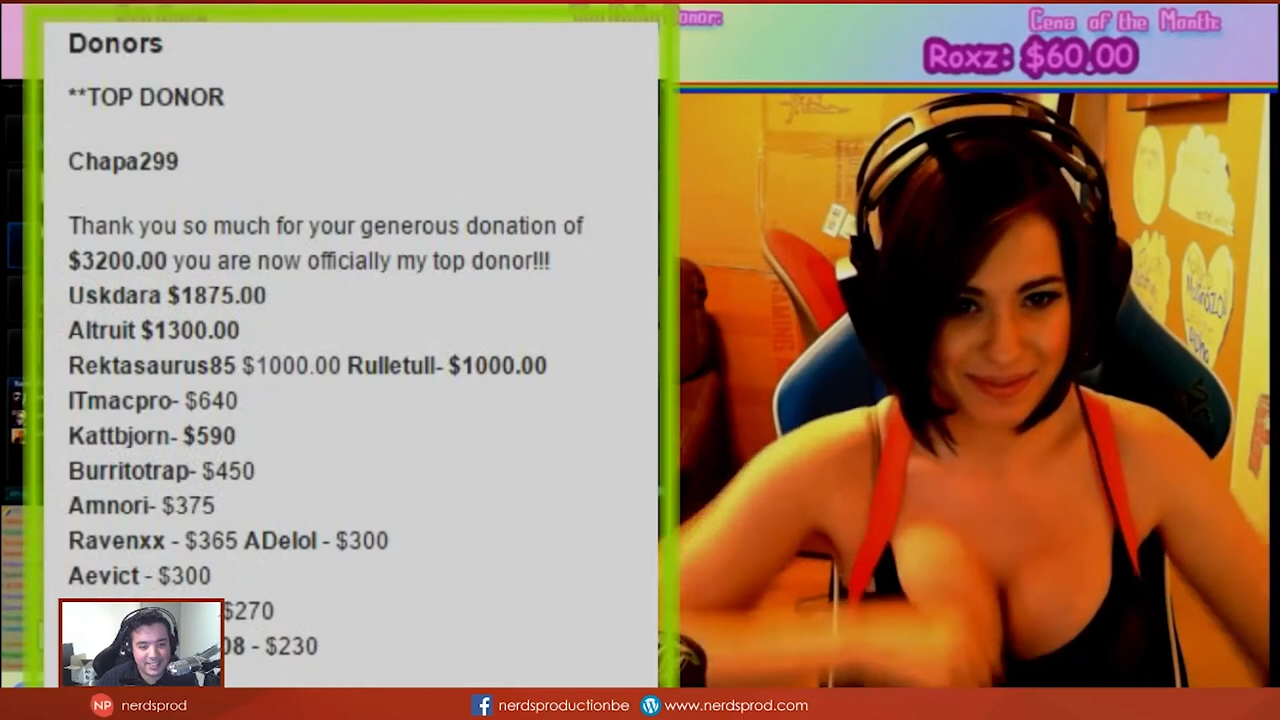 Donors
**TOP DONOR
Chapa299
Thank you so much for your generous donation of
$3200.00 you are now officially my top donor!!!
Uskdara $1875.00
Altruit $1300.00
Rektasaurus85 $1000.00 Rulletull- $1000.00
ITmacpro- $640
Kattbjorn- $590
Burritotrap- $450
Amnori- $375
Ravenxx - $365 ADelol - $300
Aevict - $300
$270
08 - $230
onor:
Cena of the Month:
Roxz: $60.00
NP nerdsprod
nerdsproductionbe
www.nerdsprod.com